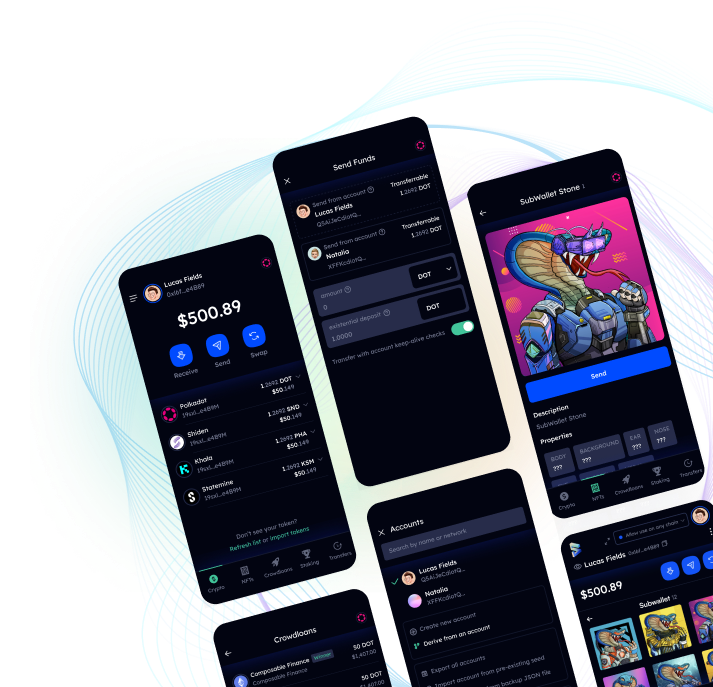 Lucas Fields
0x16f...e4B89
$500.89
Receive
Send
Swap
Polkadot
19sxl...e4B9M
1.2692 DOT
$50.149
Shiden
19sxl...e4B9M
1.2692 SND
$50.149
Khala
19sxl...e4B9M
1.2692 PHA
$50.149
Statemine
19sxl...e4B9M
1.2692 KSM
$50.149
Don't see your token?
Refresh list or import tokens
Crypto
NFTs
Crowdloans
Staking
Transfers
Send Funds
Send from account
Lucas Fields
Transferrable
1.2692 DOT
Send from account
Natalia
XFFKcdiotQ...
Transferrable
1.2692 DOT
amount
0
DOT
existential deposit
1.0000
DOT
Transfer with account keep-alive checks
SubWallet Stone 1
Send
Description
SubWallet Stone
Properties
BODY
???
BACKGROUND
???
EAR
???
NOSE
???
Crypto
NFTs
Crowdloans
Staking
Transfers
Accounts
Search by name or network
Lucas Fields
Natalia
XFFKcdiotQ...
Create new account
Derive from an account
Export all accounts
Import account from pre-existing seed
from backup JSON file
Crowdloans
Composable Finance Winner
Composable Finance
50 DOT
$1,407.00
50 DOT
$1,407.00
Allow use on any chain
Lucas Fields 0x16f...e4B89
$500.89
Subwallet 12